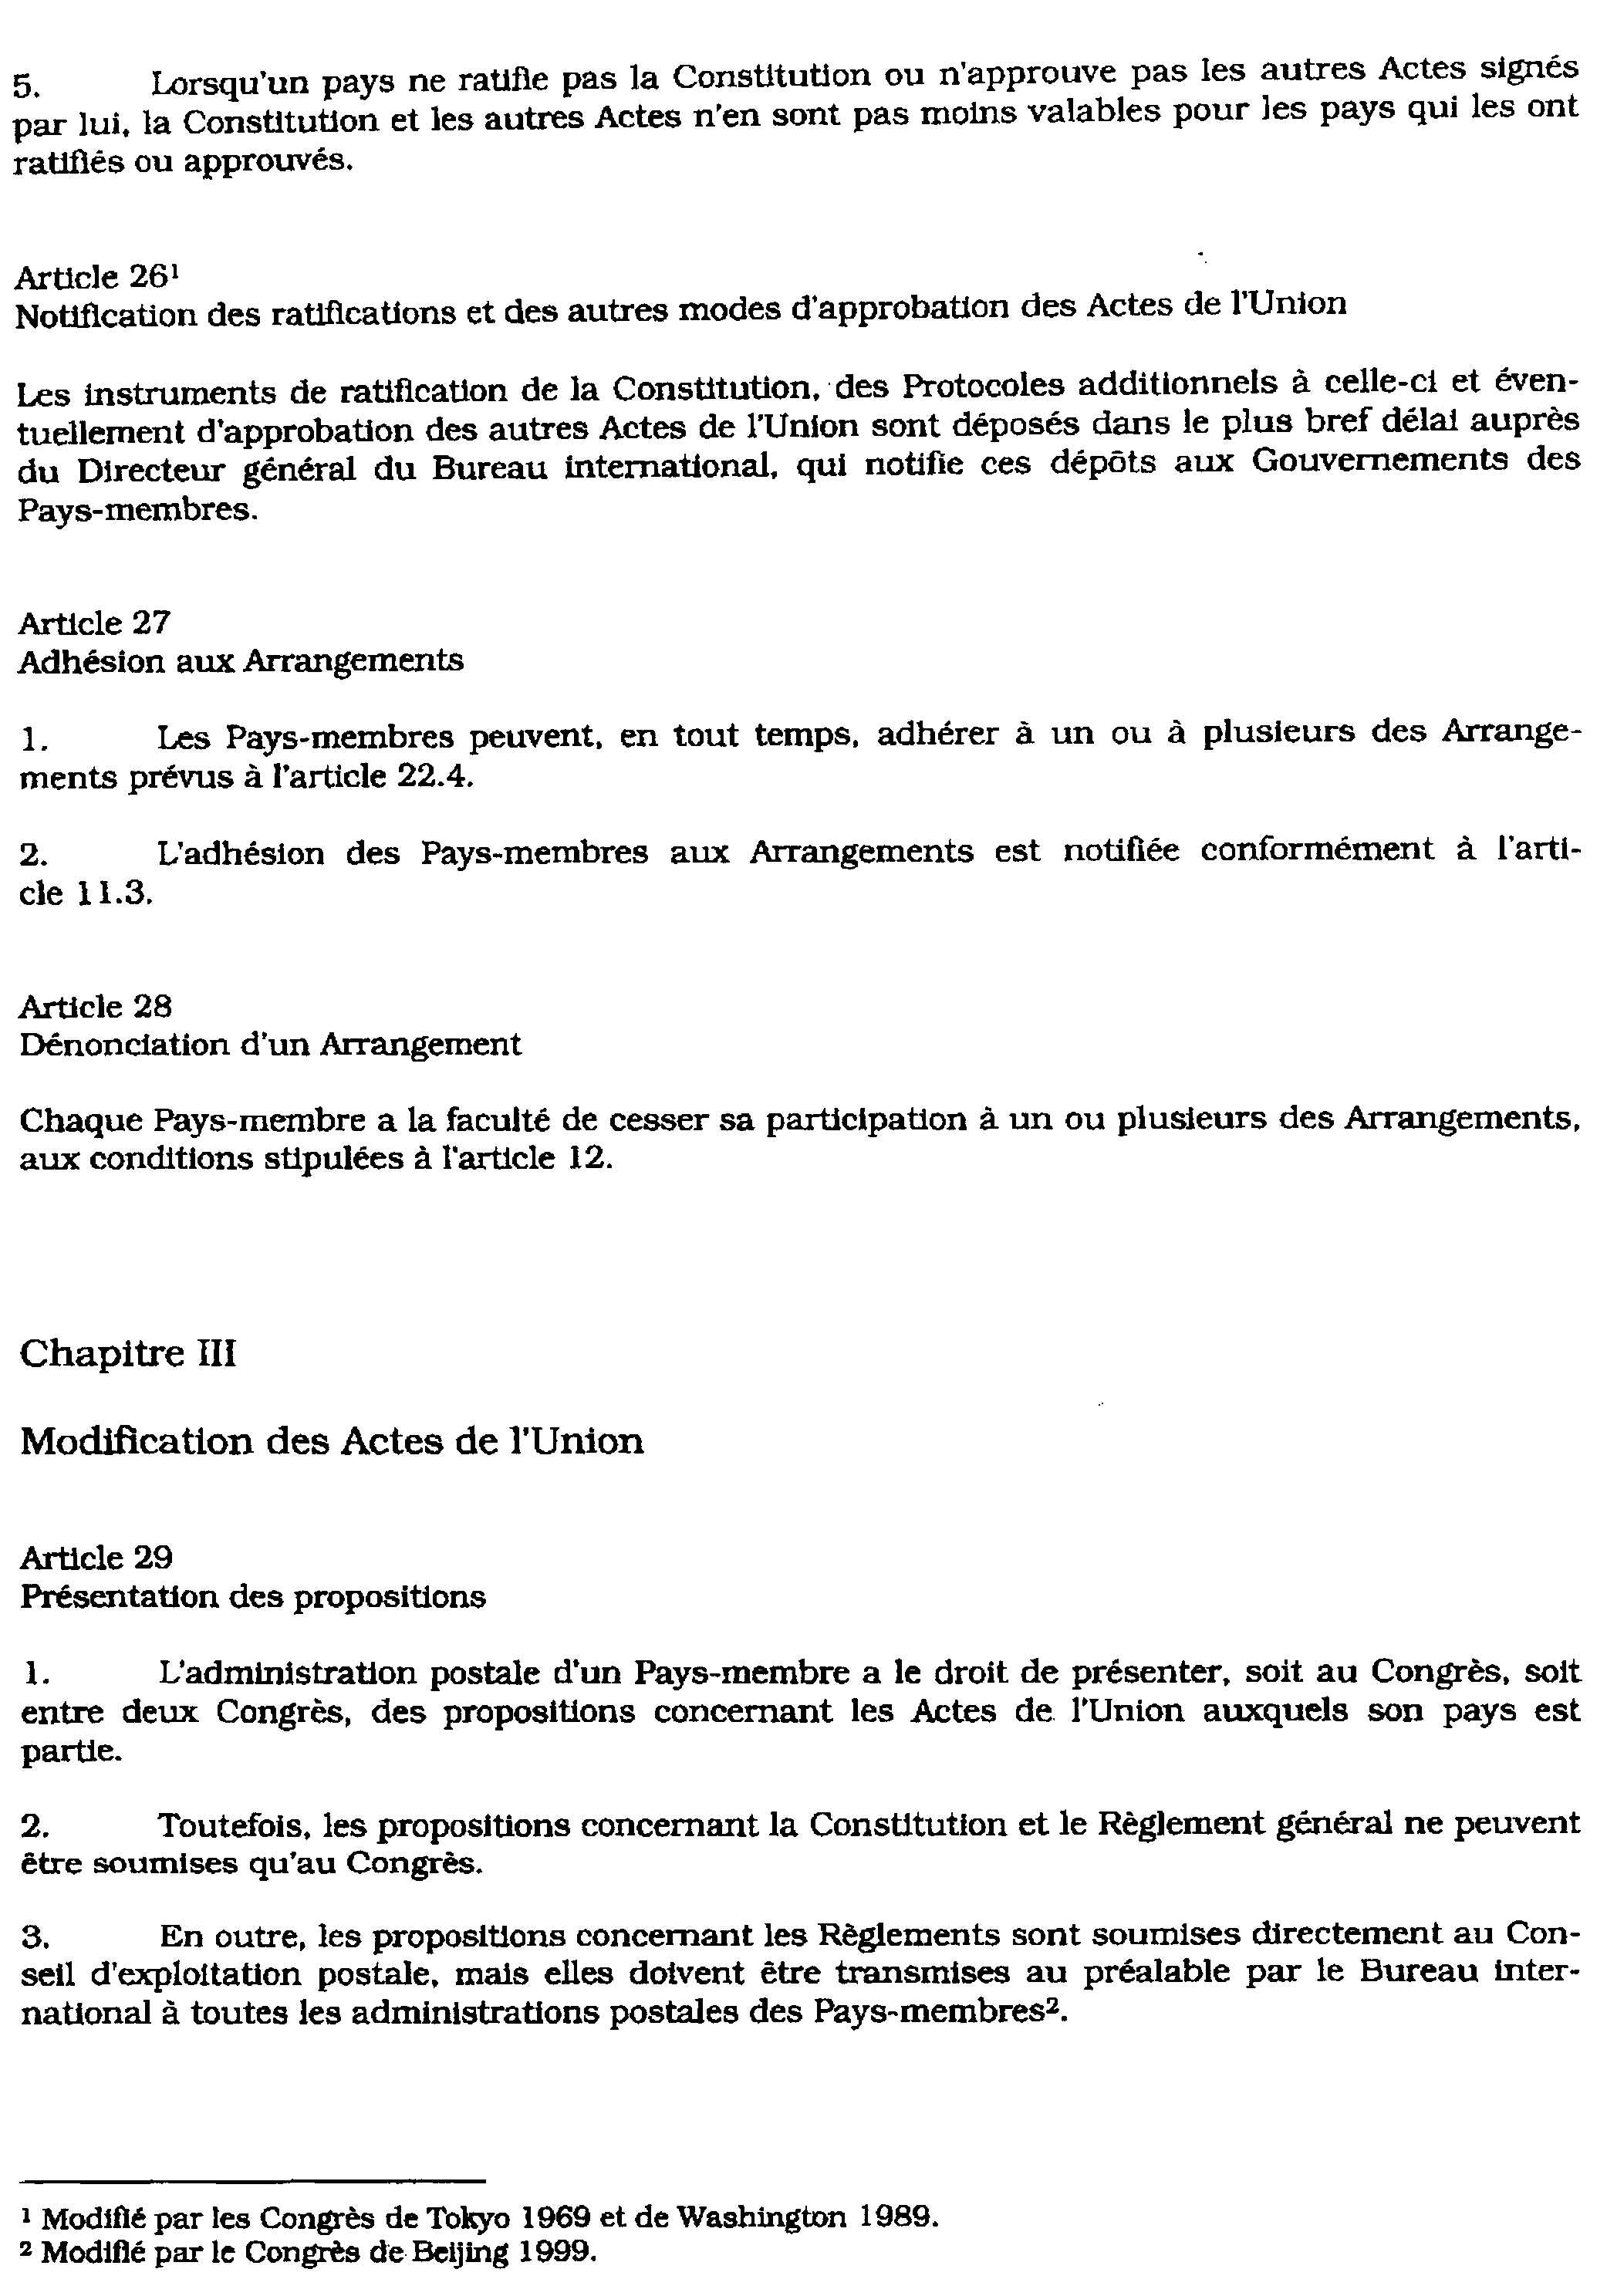 5. Lorsqu'un pays ne ratifie pas la Constitution ou n'approuve pas les autres Actes signés
par lui, la Constitution et les autres Actes n'en sont pas moins valables pour les pays qui les ont
ratifiés ou approuvés.
Article 26¹
Notification des ratifications et des autres modes d'approbation des Actes de l'Union
Les instruments de ratification de la Constitution, des Protocoles additionnels à celle-ci et éven-
tuellement d'approbation des autres Actes de l'Union sont déposés dans le plus bref délai auprès
du Directeur général du Bureau international, qui notifie ces dépôts aux Gouvernements des
Pays-membres.
Article 27
Adhésion aux Arrangements
1. Les Pays-membres peuvent, en tout temps, adhérer à un ou à plusieurs des Arrange-
ments prévus à l'article 22.4.
2. L'adhésion des Pays-membres aux Arrangements est notifiée conformément à l'arti-
cle 11.3.
Article 28
Dénonciation d'un Arrangement
Chaque Pays-membre a la faculté de cesser sa participation à un ou plusieurs des Arrangements,
aux conditions stipulées à l'article 12.
Chapitre III
Modification des Actes de l'Union
Article 29
Présentation des propositions
1. L'administration postale d'un Pays-membre a le droit de présenter, soit au Congrès, soit
entre deux Congrès, des propositions concernant les Actes de l'Union auxquels son pays est
partie.
2. Toutefois, les propositions concernant la Constitution et le Règlement général ne peuvent
être soumises qu'au Congrès.
3. En outre, les propositions concernant les Règlements sont soumises directement au Con-
seil d'exploitation postale, mais elles doivent être transmises au préalable par le Bureau inter-
national à toutes les administrations postales des Pays-membres².
¹ Modifié par les Congrès de Tokyo 1969 et de Washington 1989.
² Modifié par le Congrès de Beijing 1999.